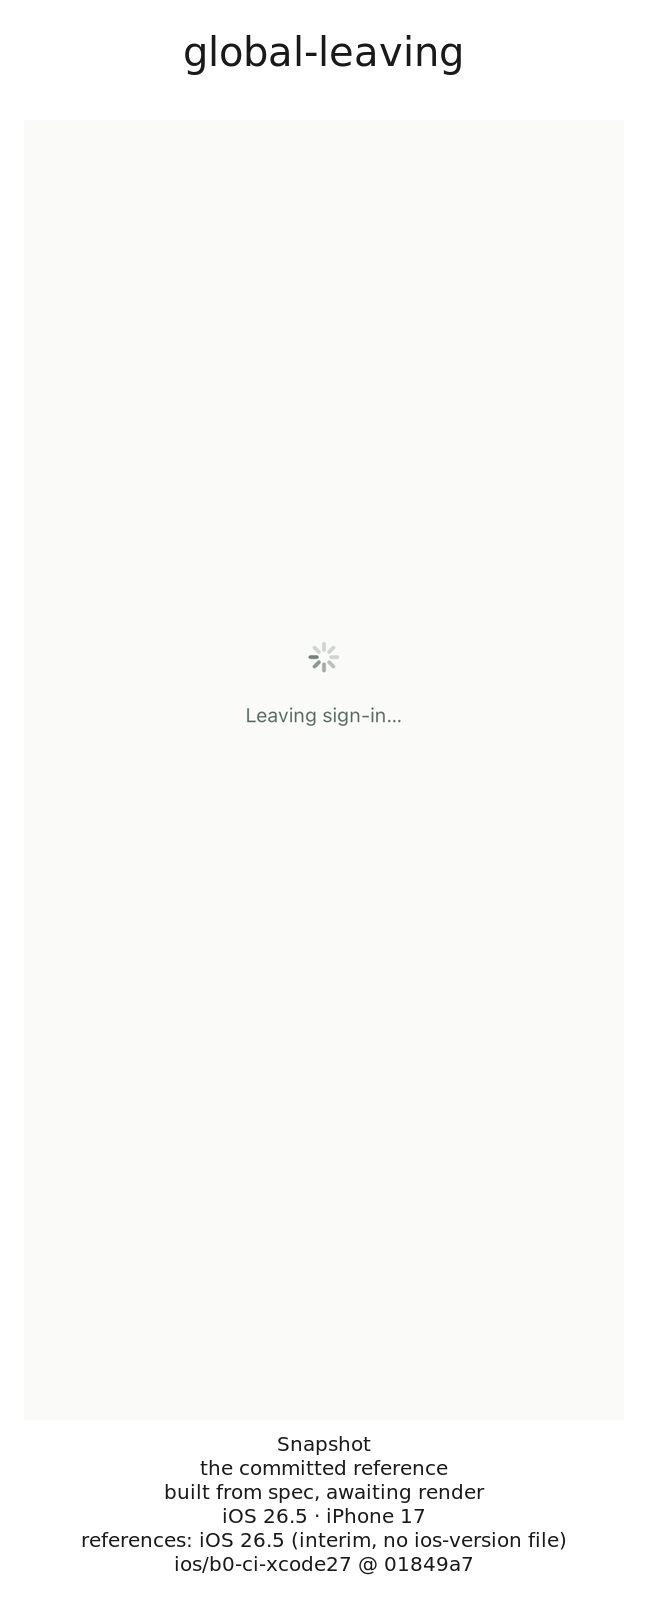 global-leaving
Leaving sign-in...
Snapshot
the committed reference
built from spec, awaiting render
iOS 26.5 · iPhone 17
references: iOS 26.5 (interim, no ios-version file)
ios/b0-ci-xcode27 @ 01849a7